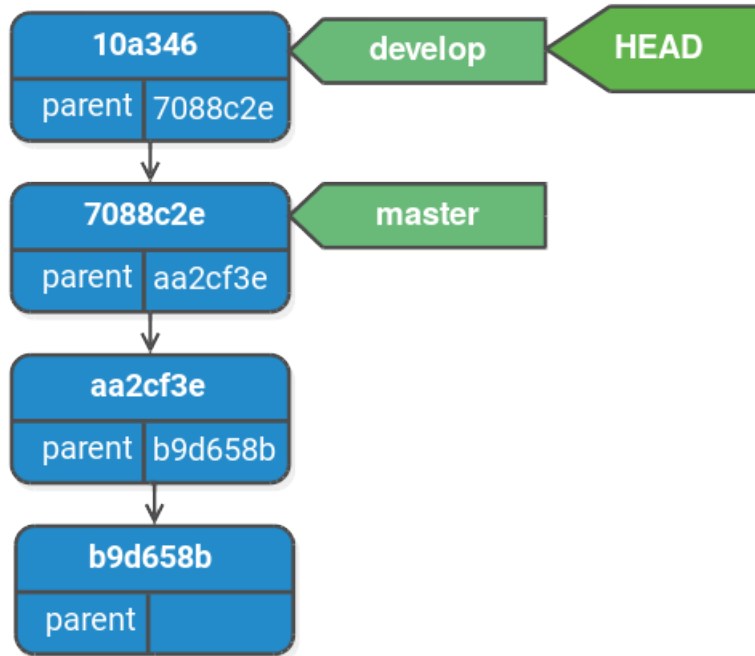 10a346
develop
HEAD
parent 7088c2e
7088c2e
master
parent aa2cf3e
aa2cf3e
parent b9d658b
b9d658b
parent